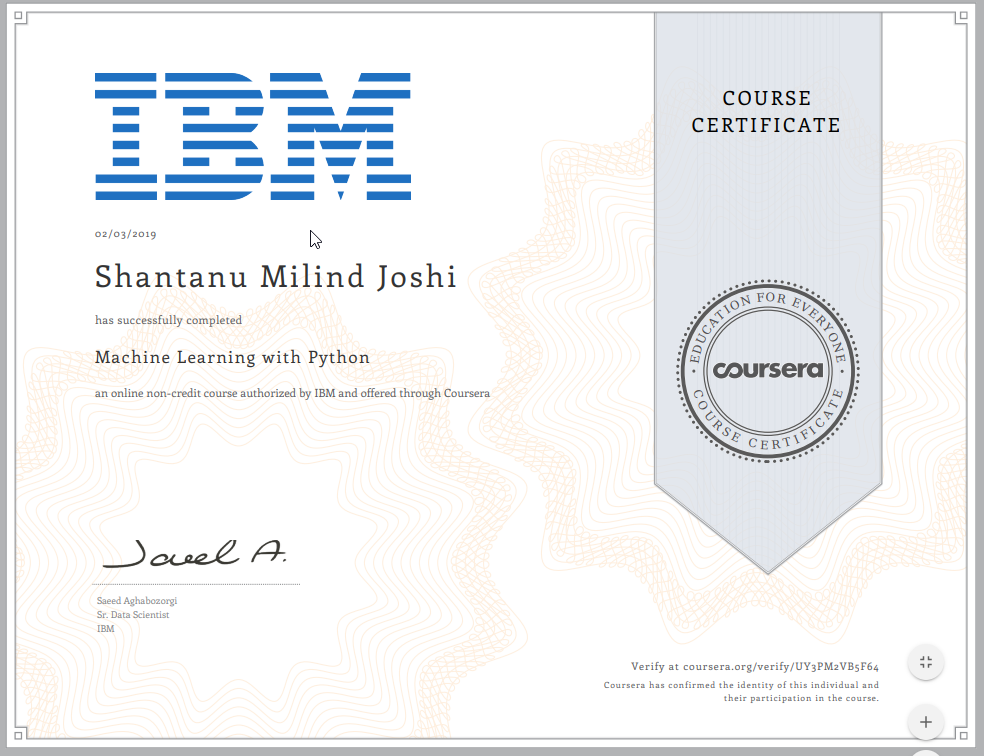 IBM
COURSE
CERTIFICATE
02/03/2019
Shantanu Milind Joshi
has successfully completed
Machine Learning with Python
an online non-credit course authorized by IBM and offered through Coursera
EDUCATION FOR EVERYONE
coursera
COURSE CERTIFICATE
Saeed Aghabozorgi
Sr. Data Scientist
IBM
Verify at coursera.org/verify/UY3PM2VB5F64
Coursera has confirmed the identity of this individual and
their participation in the course.